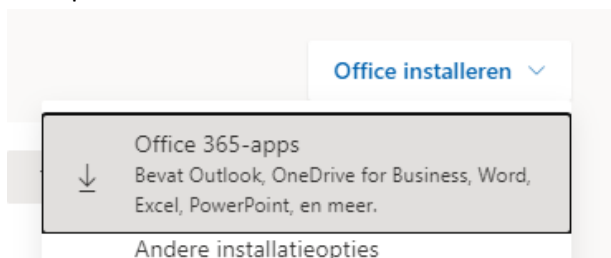 Office installeren
Office 365-apps
Bevat Outlook, OneDrive for Business, Word,
Excel, PowerPoint, en meer.
Andere installatieopties